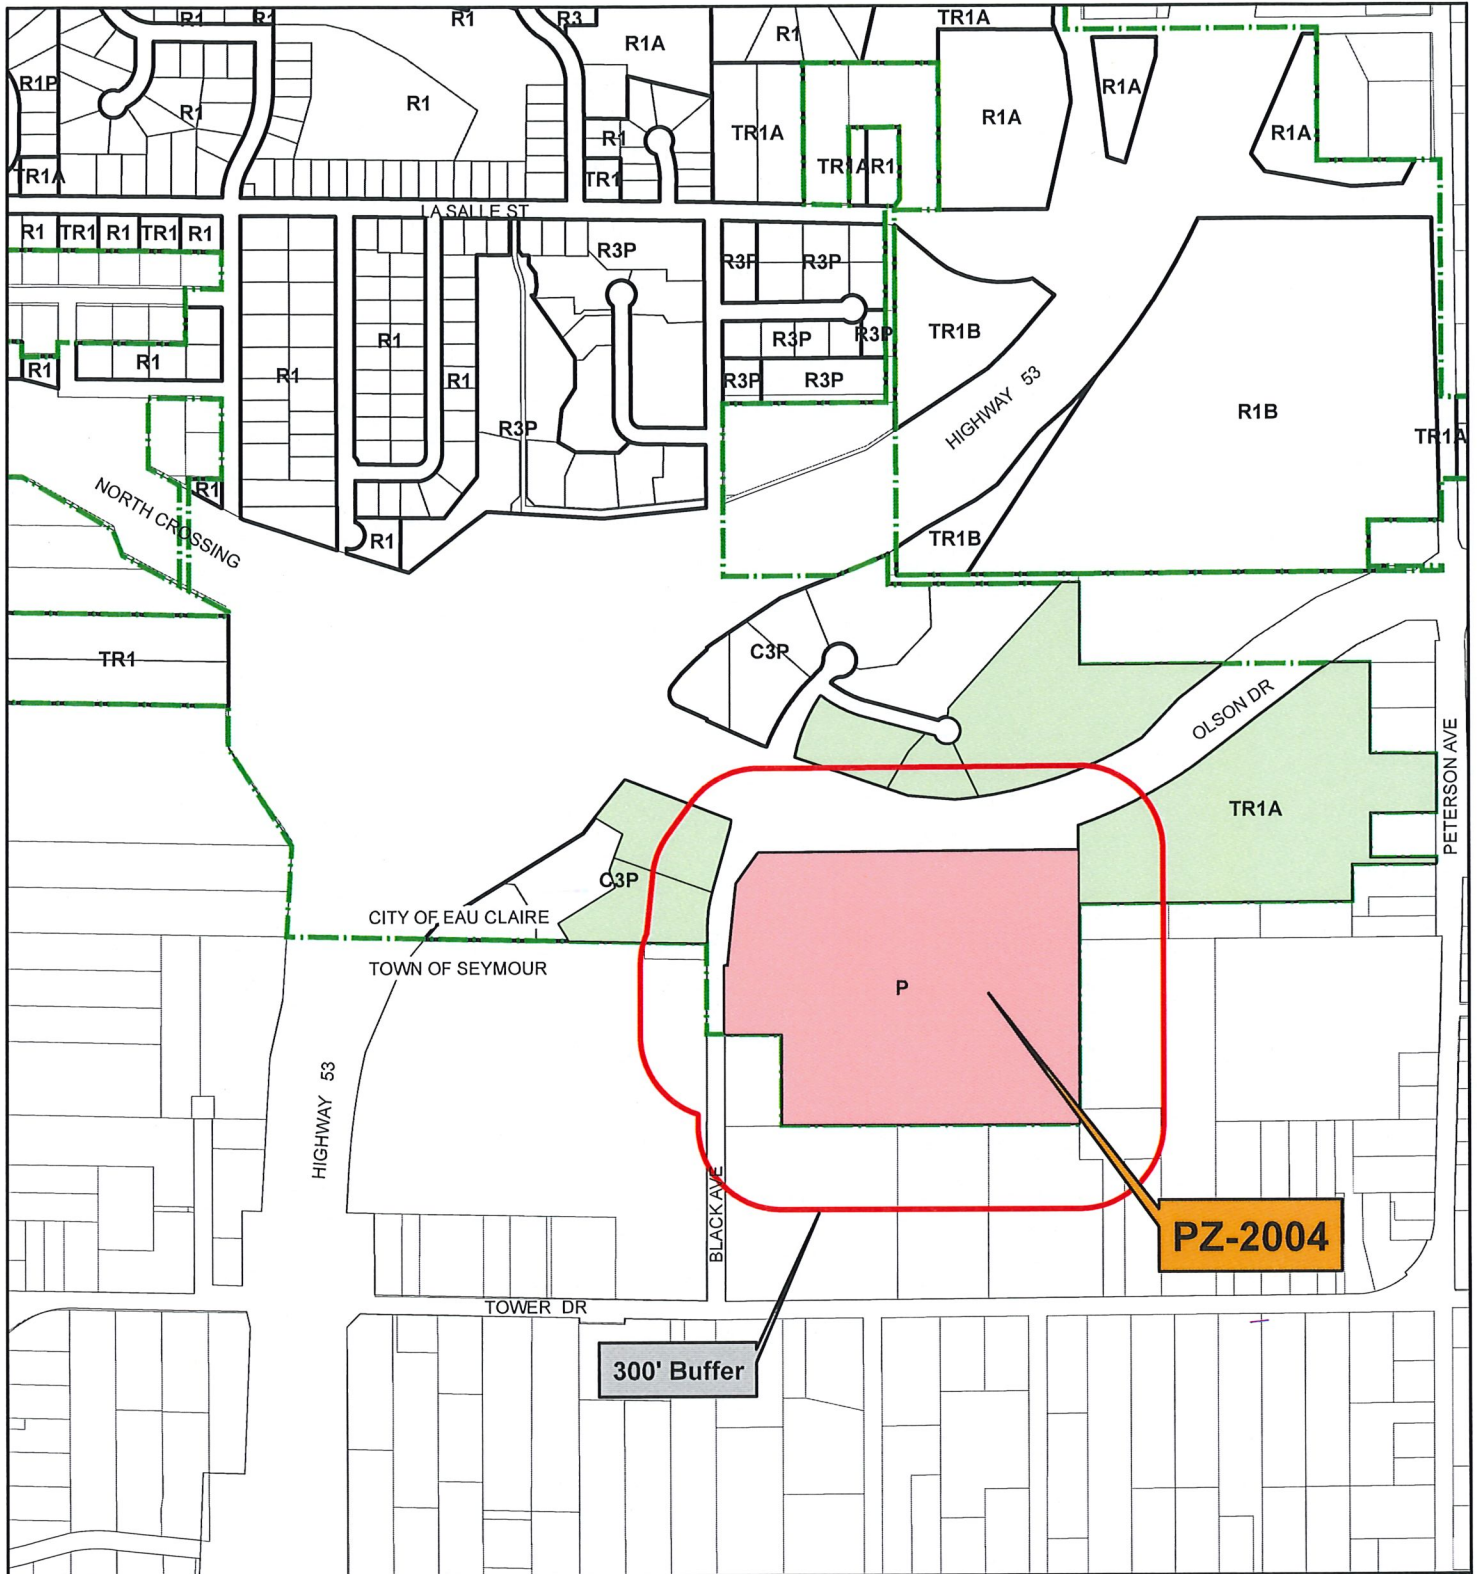 R1
R1
R1
R3
TR1A
R1A
R1
R1P
R1
R1
R1A
R1A
R1A
R1
TR1A
TR1A
R1
TR1A
TR1
LA SALLE ST
R1
TR1
R1
TR1
R1
R3P
R3P
R3P
TR1B
R3P
R3P
R1
R1
R1
R1
R1
R3P
R3P
HIGHWAY 53
R1B
TR1A
R3P
NORTH CROSSING
R1
R1
TR1B
TR1
C3P
OLSON DR
PETERSON AVE
TR1A
C3P
CITY OF EAU CLAIRE
TOWN OF SEYMOUR
P
HIGHWAY 53
BLACK AVE
PZ-2004
TOWER DR
300' Buffer